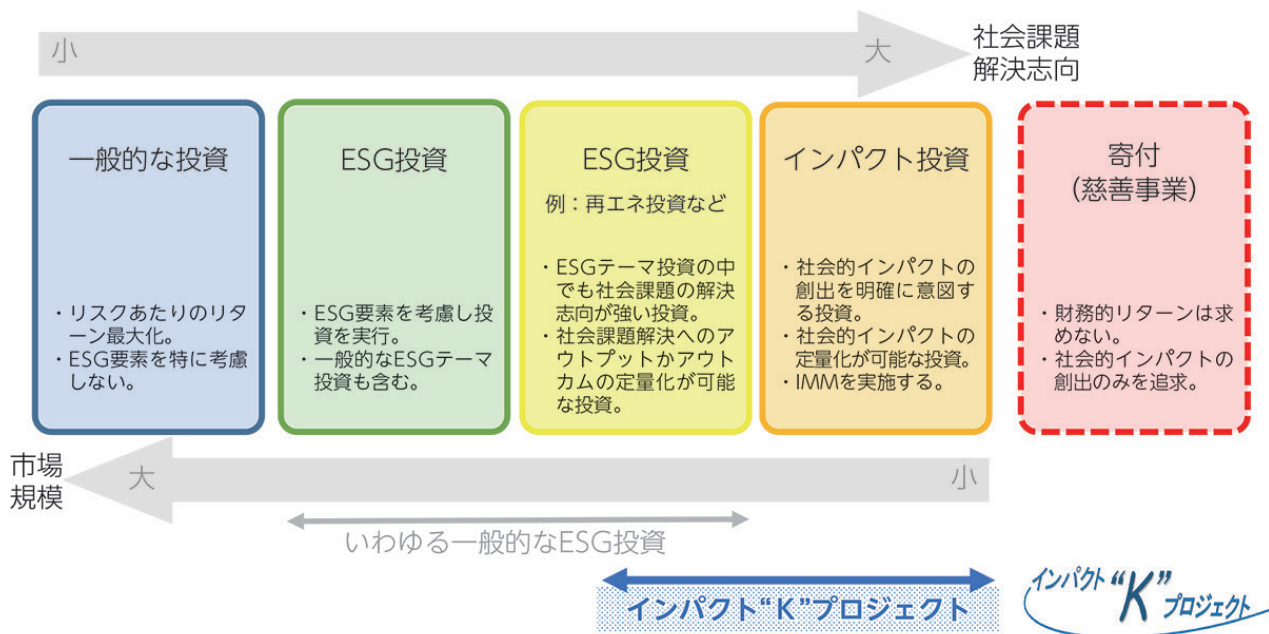 小
大
社会課題
解決志向
一般的な投資
・リスクあたりのリタ
ーン最大化。
・ESG要素を特に考慮
しない。
ESG投資
・ESG要素を考慮し投
資を実行。
・一般的なESGテーマ
投資も含む。
ESG投資
例：再エネ投資など
・ESGテーマ投資の中
でも社会課題の解決
志向が強い投資。
・社会課題解決へのア
ウトプットかアウト
カムの定量化が可能
な投資。
インパクト投資
・社会的インパクトの
創出を明確に意図す
る投資。
・社会的インパクトの
定量化が可能な投資。
・IMMを実施する。
寄付
(慈善事業)
・財務的リターンは求
めない。
・社会的インパクトの
創出のみを追求。
市場
規模
大
小
いわゆる一般的なESG投資
インパクト“K”プロジェクト
インパクト“K”
プロジェクト